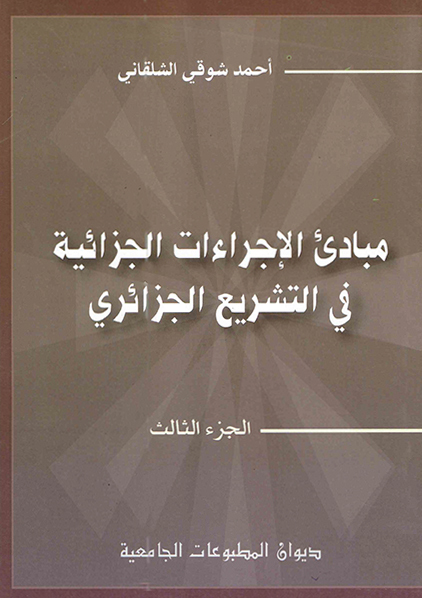 أحمد شوقي الشلقاني
مبادئ الإجراءات الجزائية
في التشريع الجزائري
الجزء الثالث
ديوان المطبوعات الجامعية